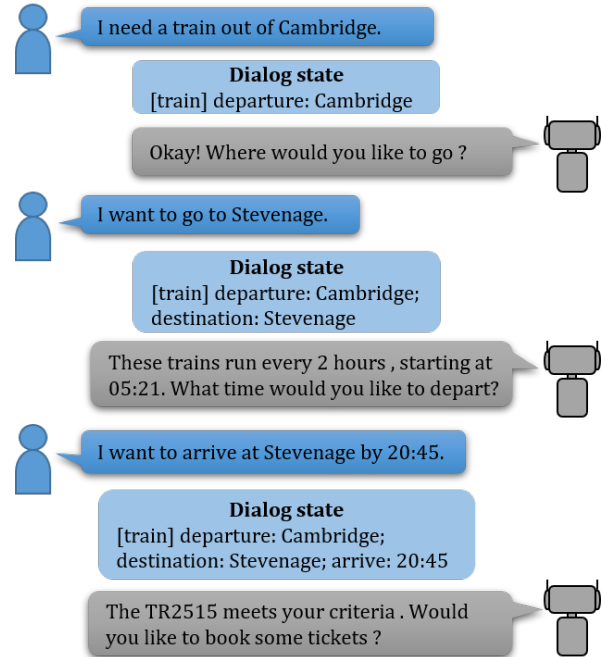 I need a train out of Cambridge.
Dialog state
[train] departure: Cambridge
Okay! Where would you like to go ?
I want to go to Stevenage.
Dialog state
[train] departure: Cambridge;
destination: Stevenage
These trains run every 2 hours , starting at
05:21. What time would you like to depart?
I want to arrive at Stevenage by 20:45.
Dialog state
[train] departure: Cambridge;
destination: Stevenage; arrive: 20:45
The TR2515 meets your criteria . Would
you like to book some tickets ?